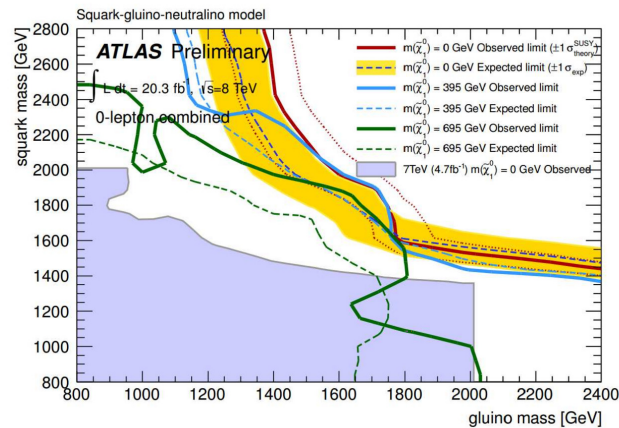 Squark-gluino-neutralino model
squark mass [GeV]
2800
2600
2400
2200
2000
1800
1600
1400
1200
1000
800
ATLAS Preliminary
∫ L dt = 20.3 fb⁻¹, √s=8 TeV
0-lepton combined
m(χ̃⁰₁) = 0 GeV Observed limit (±1 σ^SUSY_theory)
m(χ̃⁰₁) = 0 GeV Expected limit (±1 σ_exp)
m(χ̃⁰₁) = 395 GeV Observed limit
m(χ̃⁰₁) = 395 GeV Expected limit
m(χ̃⁰₁) = 695 GeV Observed limit
m(χ̃⁰₁) = 695 GeV Expected limit
7TeV (4.7fb⁻¹) m(χ̃⁰₁) = 0 GeV Observed
800 1000 1200 1400 1600 1800 2000 2200 2400
gluino mass [GeV]